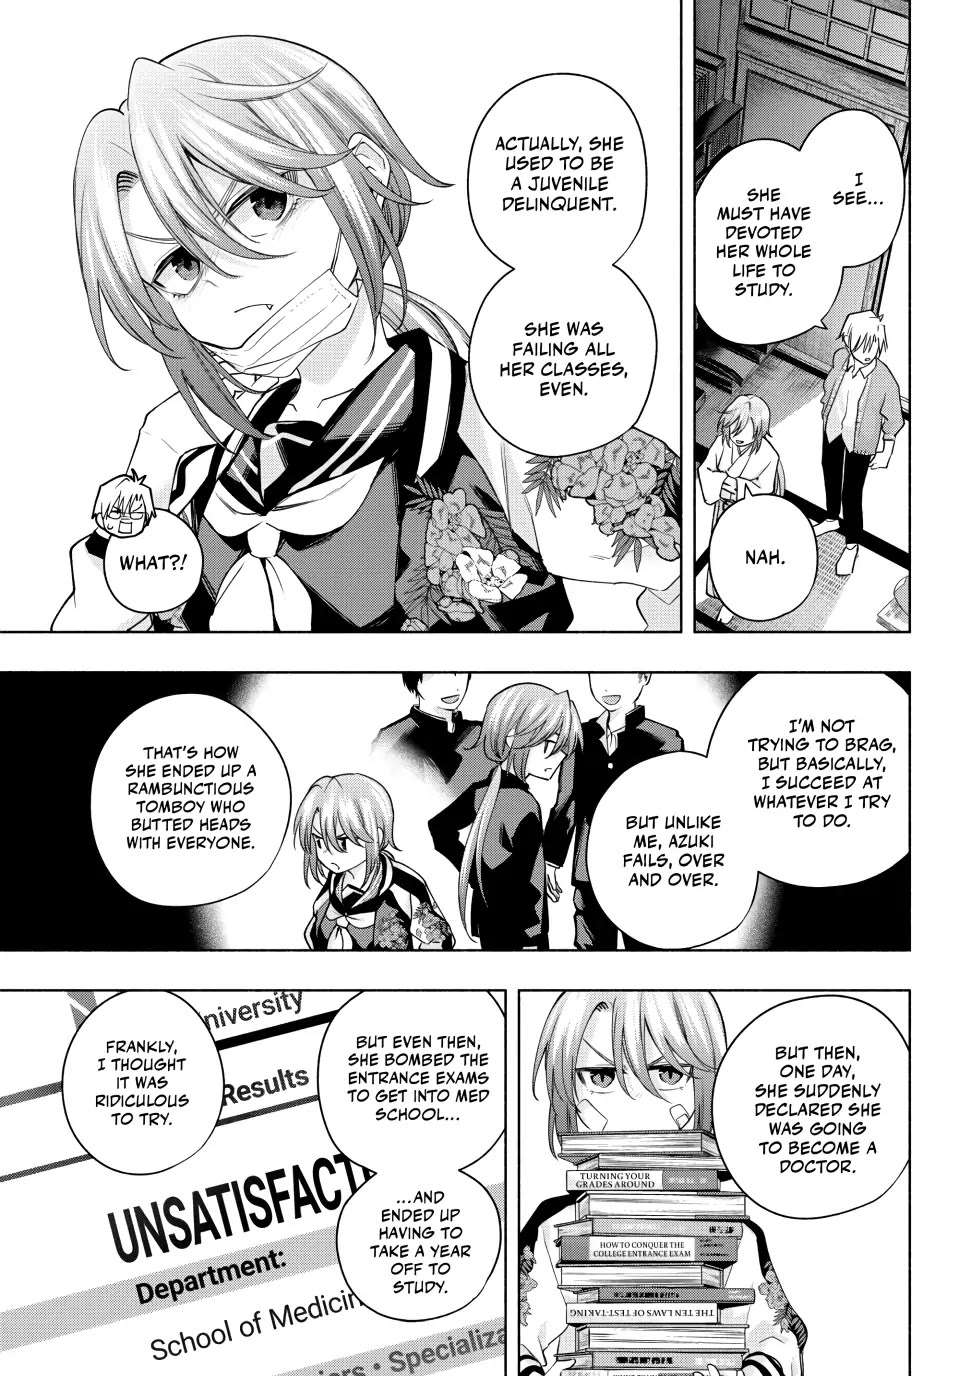 I
SEE...
SHE
MUST HAVE
DEVOTED
HER WHOLE
LIFE TO
STUDY.
NAH.
ACTUALLY, SHE
USED TO BE
A JUVENILE
DELINQUENT.
SHE WAS
FAILING ALL
HER CLASSES,
EVEN.
WHAT?!
I'M NOT
TRYING TO BRAG,
BUT BASICALLY,
I SUCCEED AT
WHATEVER I TRY
TO DO.
BUT UNLIKE
ME, AZUKI
FAILS, OVER
AND OVER.
THAT'S HOW
SHE ENDED UP A
RAMBUNCTIOUS
TOMBOY WHO
BUTTED HEADS
WITH EVERYONE.
BUT THEN,
ONE DAY,
SHE SUDDENLY
DECLARED SHE
WAS GOING
TO BECOME A
DOCTOR.
TURNING YOUR
GRADES AROUND
HOW TO CONQUER THE
COLLEGE ENTRANCE EXAM
THE TEN LAWS OF TEST-TAKING
BUT EVEN THEN,
SHE BOMBED THE
ENTRANCE EXAMS
TO GET INTO MED
SCHOOL...
...AND
ENDED UP
HAVING TO
TAKE A YEAR
OFF TO
STUDY.
FRANKLY,
I THOUGHT
IT WAS
RIDICULOUS
TO TRY.
niversity
Results
UNSATISFACT
Department:
School of Medicin
iors • Specializa